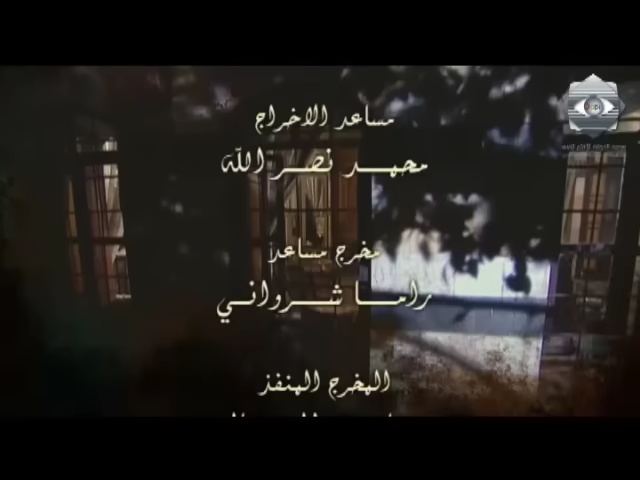 مساعد الاخراج
محمد نصر الله
مخرج مساعد
راما شرواني
المخرج المنفذ